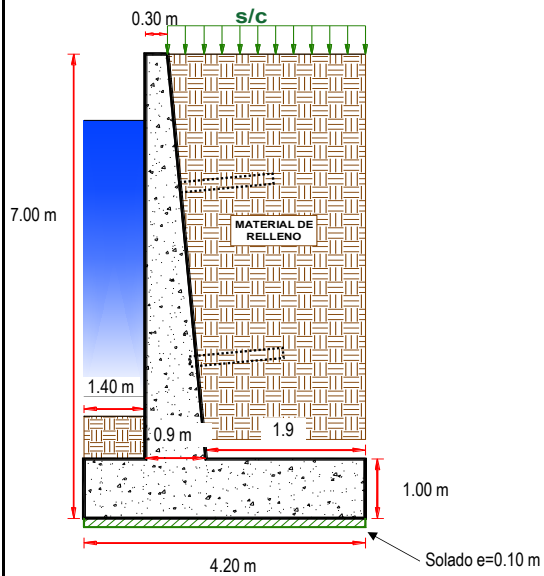 0.30 m
s/c
7.00 m
MATERIAL DE
RELLENO
1.40 m
0.9 m
1.9
1.00 m
4.20 m
Solado e=0.10 m